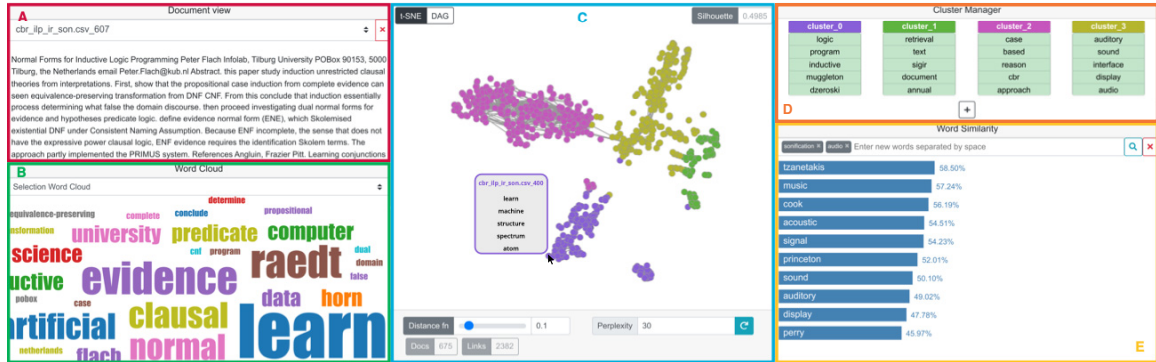 A
Document view
cbr_ilp_ir_son.csv_607
×
Normal Forms for Inductive Logic Programming Peter Flach Infolab, Tilburg University POBox 90153, 5000
Tilburg, the Netherlands email Peter.Flach@kub.nl Abstract. this paper study induction unrestricted clausal
theories from interpretations. First, show that the propositional case induction from complete evidence can
seen equivalence-preserving transformation from DNF CNF. From this conclude that induction essentially
process determining what false the domain discourse. then proceed investigating dual normal forms for
evidence and hypotheses predicate logic. define evidence normal form (ENE), which Skolemised
existential DNF under Consistent Naming Assumption. Because ENF incomplete, the sense that does not
have the expressive power clausal logic, ENF evidence requires the identification Skolem terms. The
approach partly implemented the PRIMUS system. References Angluin, Frazier Pitt. Learning conjunctions
B
Word Cloud
Selection Word Cloud
determine
equivalence-preserving complete conclude propositional
nsformation university predicate computer
science cnf program dual
uctive evidence raedt domain
false
pobox case data horn
artificial clausal learn
netherlands flach normal
t-SNE DAG
C
Silhouette 0.4985
cbr_ilp_ir_son.csv_400
learn
machine
structure
spectrum
atom
Distance fn 0.1 Perplexity 30
Docs 675 Links 2382
Cluster Manager
cluster_0 cluster_1 cluster_2 cluster_3
logic retrieval case auditory
program text based sound
inductive sigir reason interface
muggleton document cbr display
dzeroski annual approach audio
+
D
Word Similarity
sonification × audio × Enter new words separated by space ×
tzanetakis 58.50%
music 57.24%
cook 56.19%
acoustic 54.51%
signal 54.23%
princeton 52.01%
sound 50.10%
auditory 49.02%
display 47.78%
perry 45.97%
E